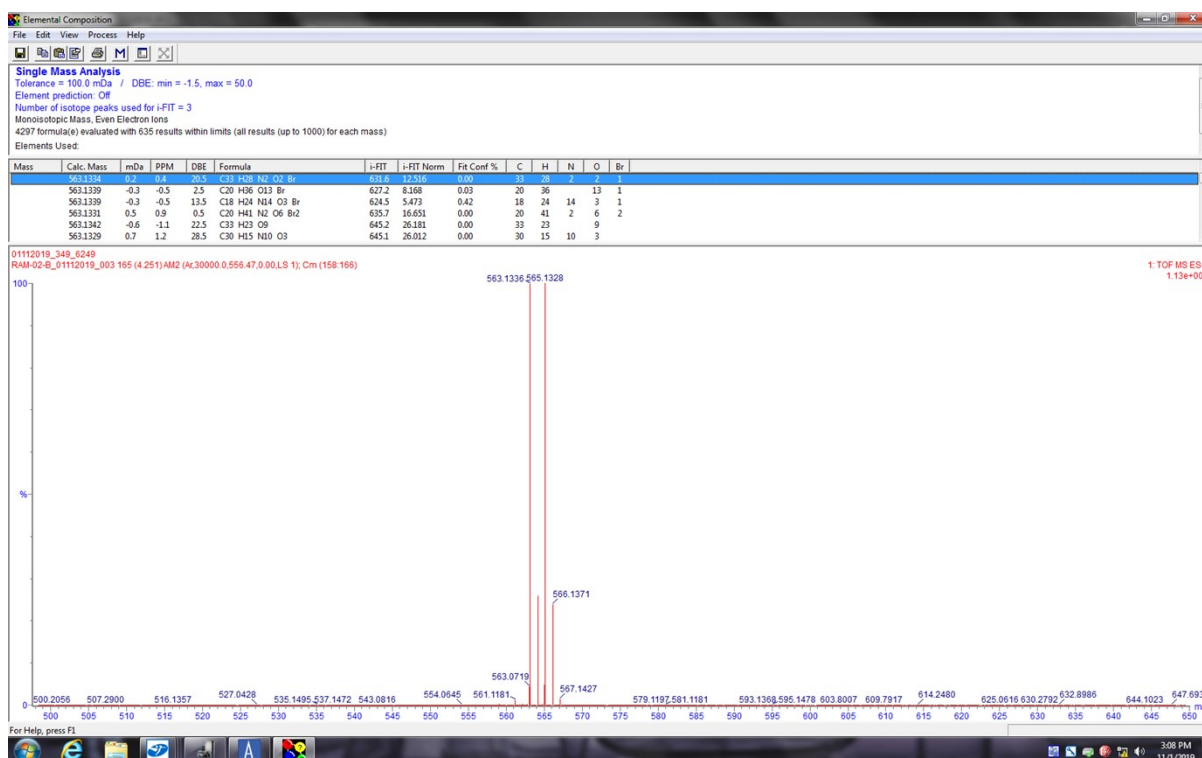 Elemental Composition
File Edit View Process Help
Single Mass Analysis
Tolerance = 100.0 mDa / DBE: min = -1.5, max = 50.0
Element prediction: Off
Number of isotope peaks used for i-FIT = 3
Monoisotopic Mass, Even Electron Ions
4297 formula(e) evaluated with 635 results within limits (all results (up to 1000) for each mass)
Elements Used:
Mass Calc. Mass mDa PPM DBE Formula i-FIT i-FIT Norm Fit Conf % C H N O Br
563.1334 0.2 0.4 20.5 C33 H28 N2 O2 Br 631.6 12.516 0.00 33 28 2 2 1
563.1339 -0.3 -0.5 2.5 C20 H36 O13 Br 627.2 8.168 0.03 20 36 13 1
563.1339 -0.3 -0.5 13.5 C18 H24 N14 O3 Br 624.5 5.473 0.42 18 24 14 3 1
563.1331 0.5 0.9 0.5 C20 H41 N2 O6 Br2 635.7 16.651 0.00 20 41 2 6 2
563.1342 -0.6 -1.1 22.5 C33 H23 O9 645.2 26.181 0.00 33 23 9
563.1329 0.7 1.2 28.5 C30 H15 N10 O3 645.1 26.012 0.00 30 15 10 3
01112019_349_6249
RAM-02-B_01112019_003 165 (4.251) AM2 (Ar,30000.0,556.47,0.00,LS 1); Cm (158:166)
1: TOF MS ES
1.13e+00
100
563.1336 565.1328
%
566.1371
563.0719
0
500.2056 507.2900 516.1357 527.0428 535.1495 537.1472 543.0816 554.0645 561.1181 567.1427 579.1197 581.1181 593.1368 595.1478 603.8007 609.7917 614.2480 625.0616 630.2792 632.8986 644.1023 647.693
500 505 510 515 520 525 530 535 540 545 550 555 560 565 570 575 580 585 590 595 600 605 610 615 620 625 630 635 640 645 650
For Help, press F1
3:08 PM
11/1/2019